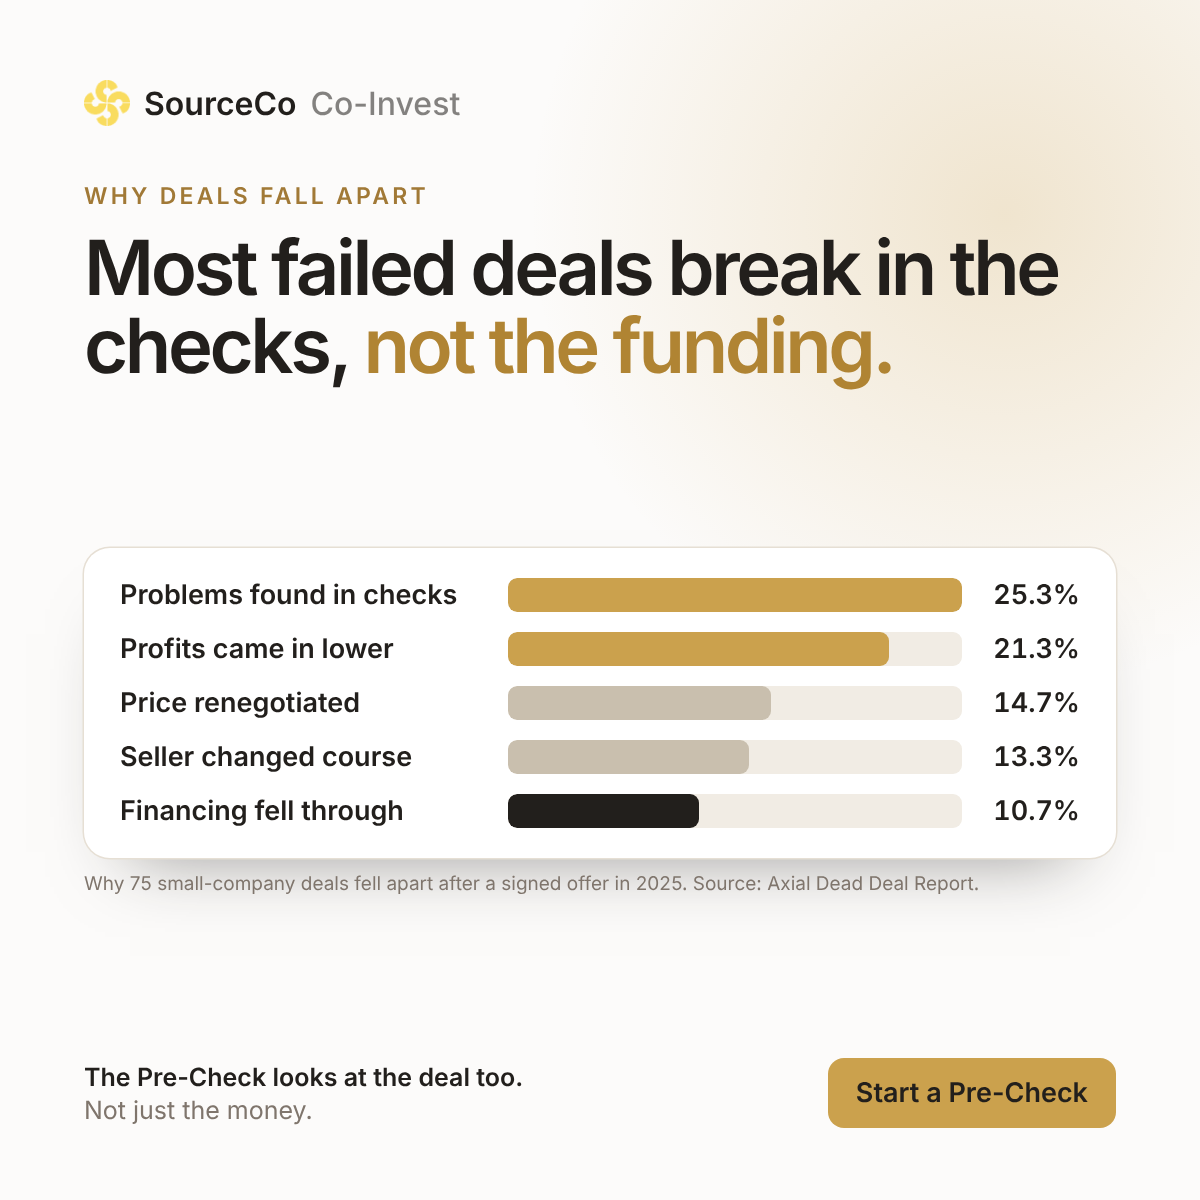 SourceCo Co-Invest
WHY DEALS FALL APART
Most failed deals break in the
checks, not the funding.
Problems found in checks 25.3%
Profits came in lower 21.3%
Price renegotiated 14.7%
Seller changed course 13.3%
Financing fell through 10.7%
Why 75 small-company deals fell apart after a signed offer in 2025. Source: Axial Dead Deal Report.
The Pre-Check looks at the deal too.
Not just the money.
Start a Pre-Check